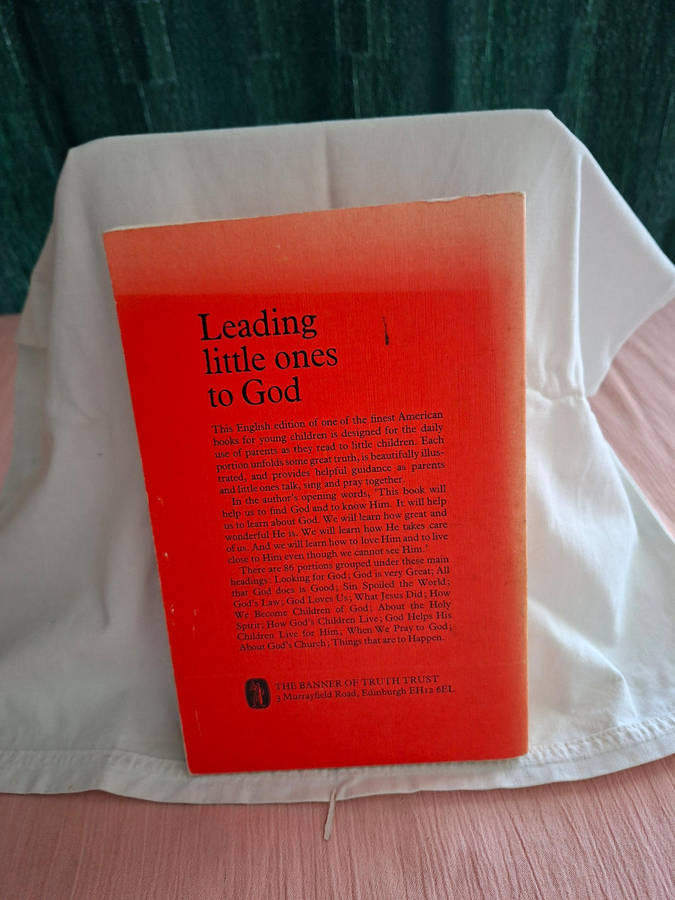 Leading
little ones
to God
This English edition of one of the finest American
books for young children is designed for the daily
use of parents as they read to little children. Each
portion unfolds some great truth, is beautifully illus-
trated, and provides helpful guidance as parents
and little ones talk, sing and pray together.
In the author's opening words, 'This book will
help us to find God and to know Him. It will help
us to learn about God. We will learn how great and
wonderful He is. We will learn how He takes care
of us. And we will learn how to love Him and to live
close to Him even though we cannot see Him.'
There are 86 portions grouped under these main
headings: Looking for God; God is very Great; All
that God does is Good; Sin Spoiled the World;
God's Law; God Loves Us; What Jesus Did; How
We Become Children of God; About the Holy
Spirit; How God's Children Live; God Helps His
Children Live for Him; When We Pray to God;
About God's Church; Things that are to Happen.
THE BANNER OF TRUTH TRUST
3 Murrayfield Road, Edinburgh EH12 6EL